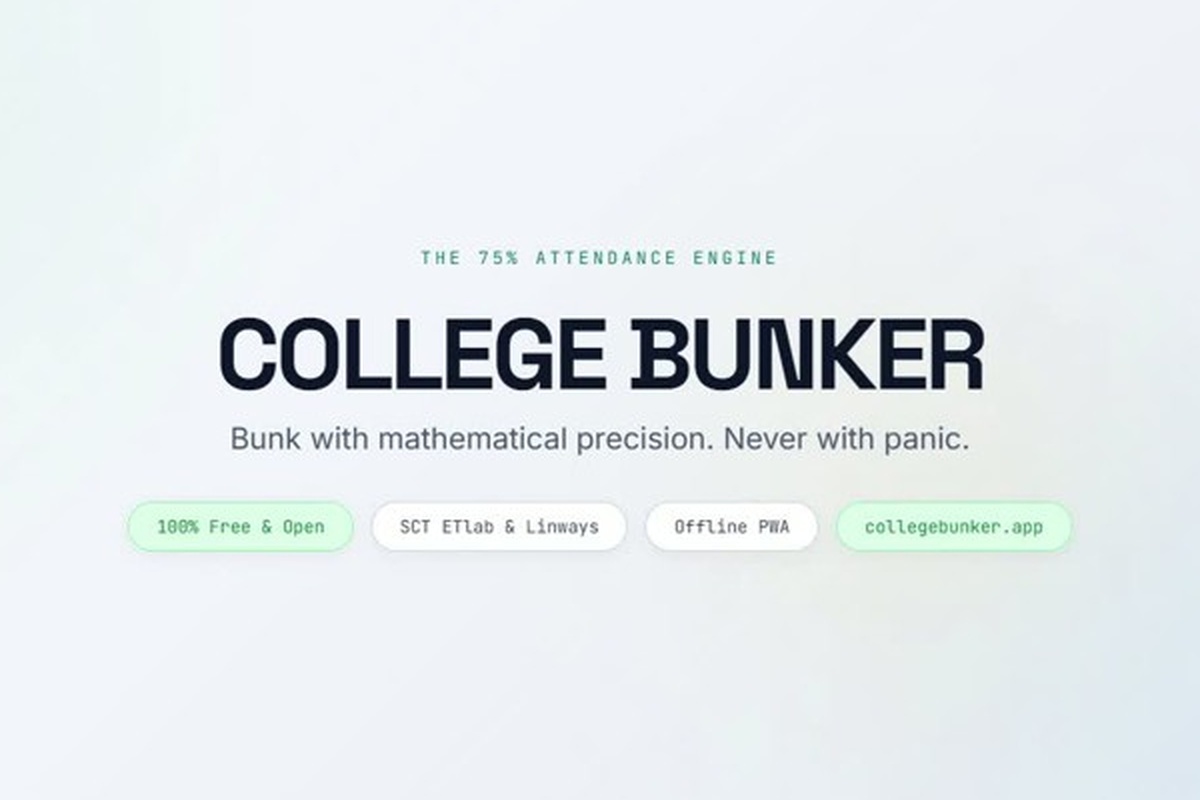 THE 75% ATTENDANCE ENGINE
COLLEGE BUNKER
Bunk with mathematical precision. Never with panic.
100% Free & Open
SCT ETlab & Linways
Offline PWA
collegebunker.app